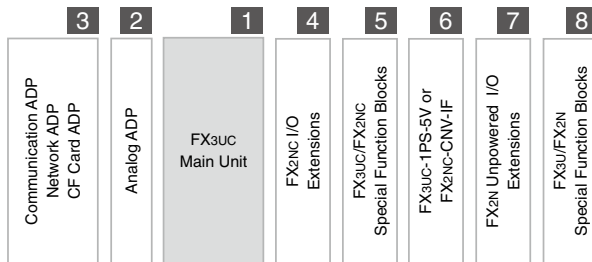 3
Communication ADP
Network ADP
CF Card ADP
2
Analog ADP
1
FX3UC
Main Unit
4
FX2NC I/O
Extensions
5
FX3UC/FX2NC
Special Function Blocks
6
FX3UC-1PS-5V or
FX2NC-CNV-IF
7
FX2N Unpowered I/O
Extensions
8
FX3U/FX2N
Special Function Blocks